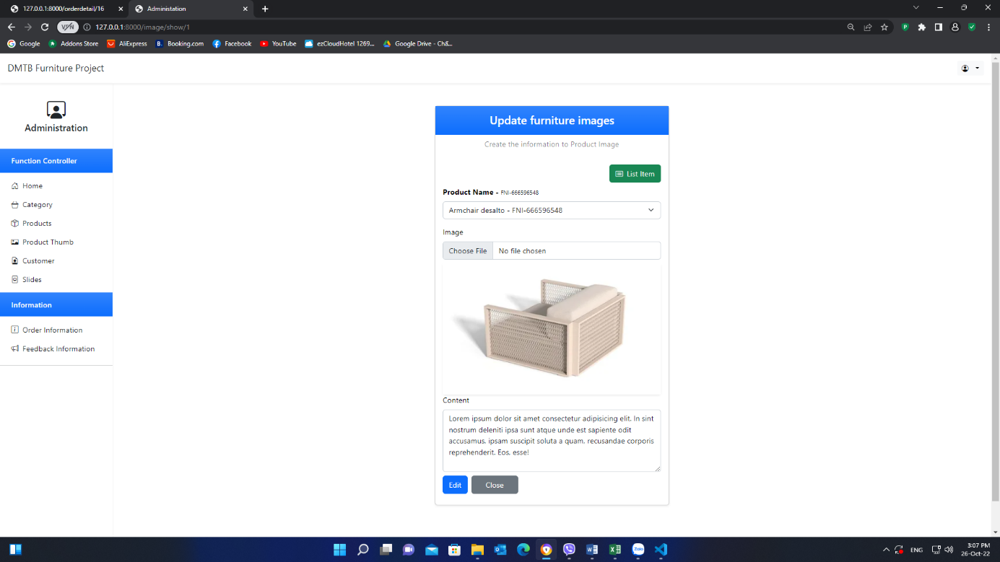 127.0.0.1:8000/orderdetail/16
Administation
VPN
127.0.0.1:8000/image/show/1
Google
Addons Store
AliExpress
B.
Booking.com
Facebook
YouTube
ezCloudHotel 1269...
Google Drive - Chấ...
DMTB Furniture Project
Administration
Function Controller
Home
Category
Products
Product Thumb
Customer
Slides
Information
Order Information
Feedback Information
Update furniture images
Create the information to Product Image
List Item
Product Name - FNI-666596548
Armchair desalto - FNI-666596548
Image
Choose File No file chosen
Content
Lorem ipsum dolor sit amet consectetur adipisicing elit. In sint
nostrum deleniti ipsa sunt atque unde est sapiente odit
accusamus, ipsam suscipit soluta a quam, recusandae corporis
reprehenderit. Eos, esse!
Edit
Close
Zalo
ENG
3:07 PM
26-Oct-22